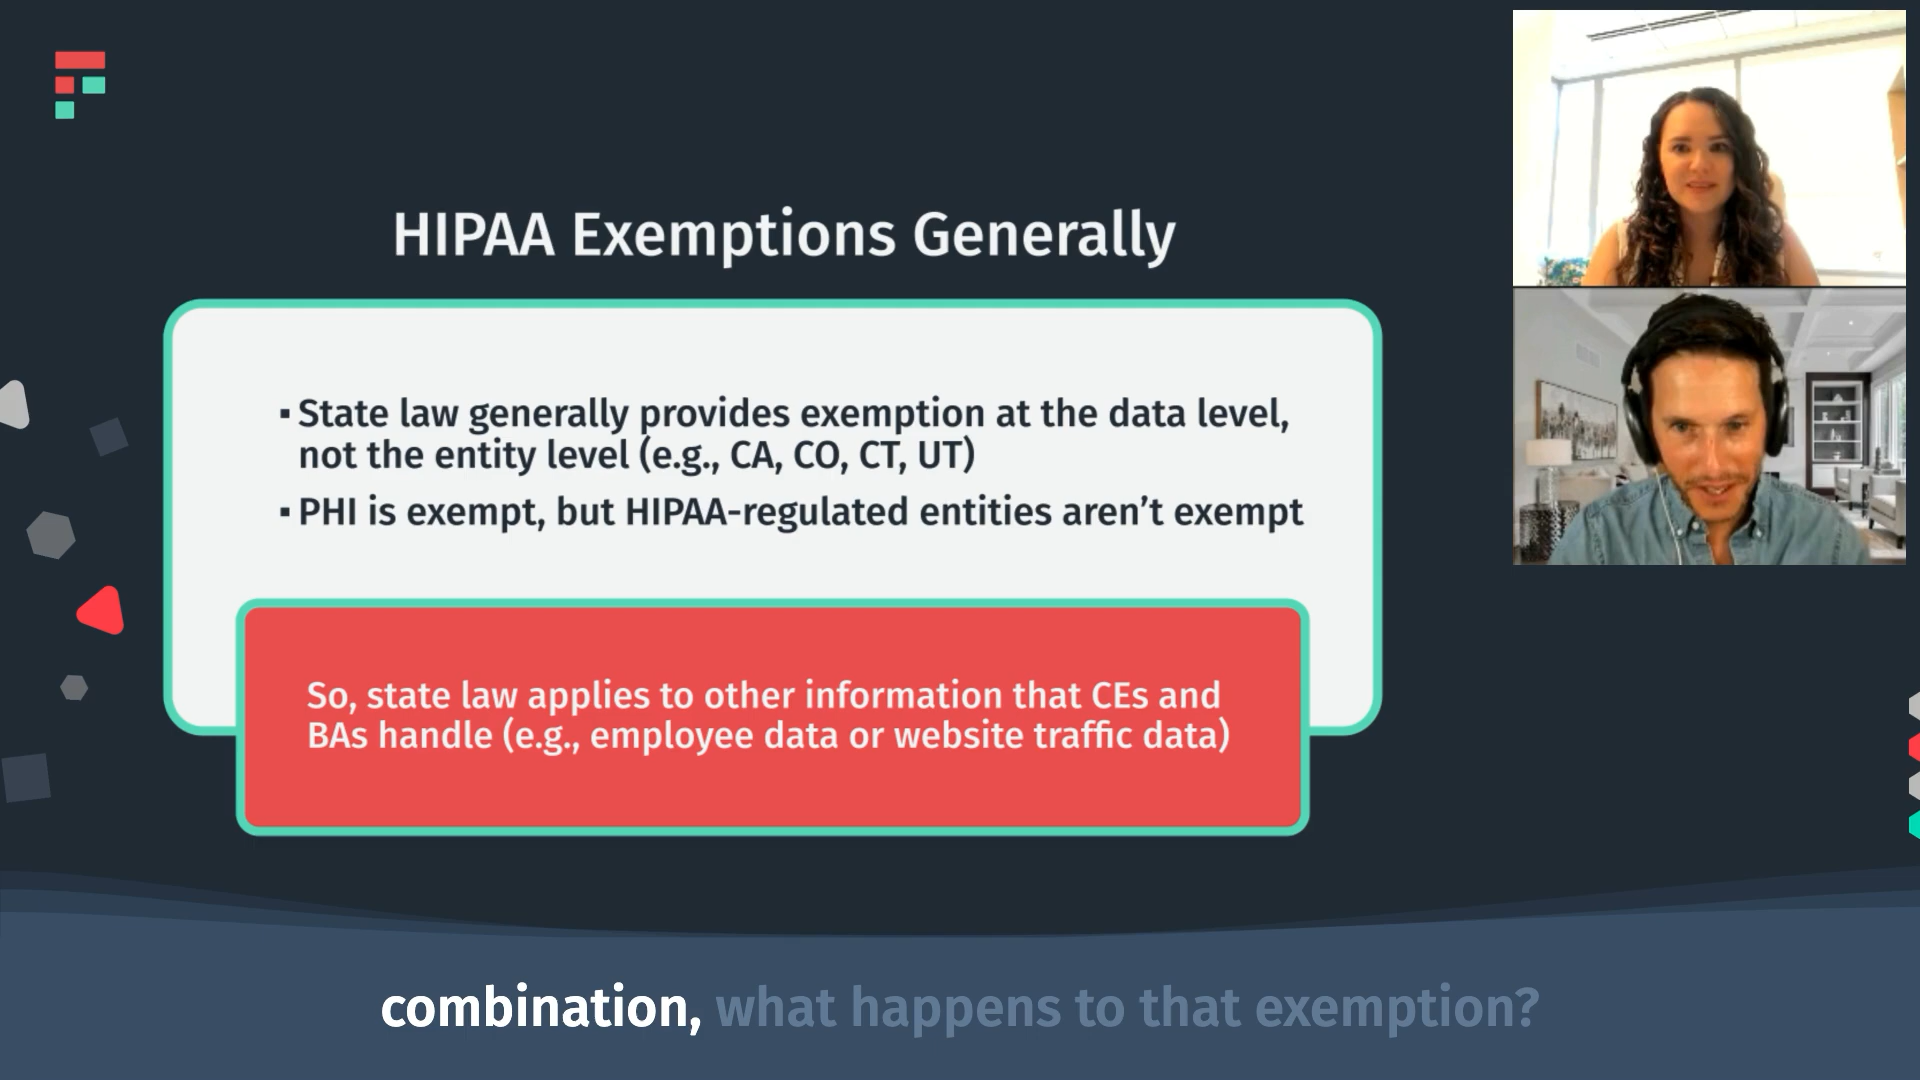 HIPAA Exemptions Generally
▪ State law generally provides exemption at the data level,
not the entity level (e.g., CA, CO, CT, UT)
▪ PHI is exempt, but HIPAA-regulated entities aren’t exempt
So, state law applies to other information that CEs and
BAs handle (e.g., employee data or website traffic data)
combination, what happens to that exemption?